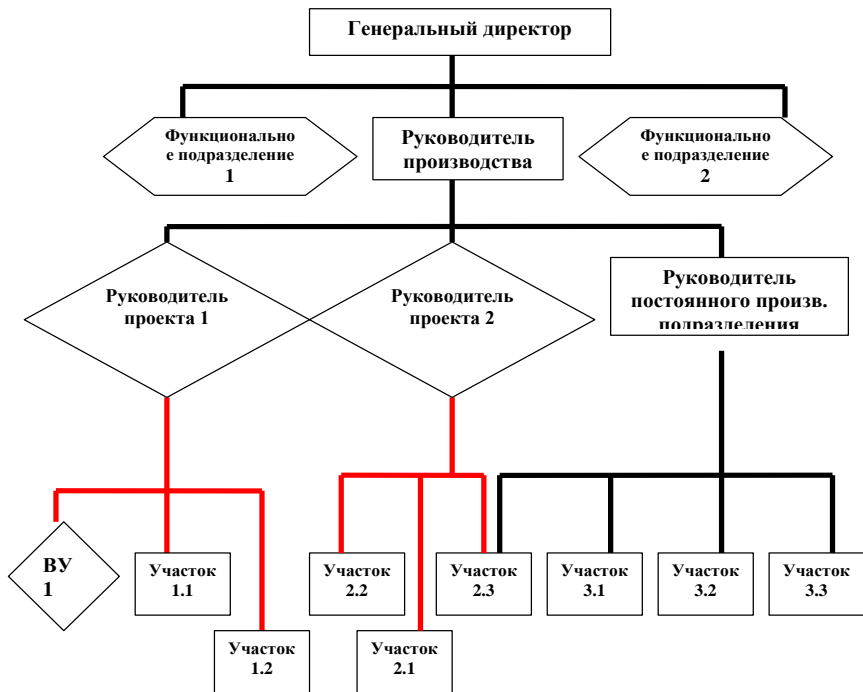 Генеральный директор
Функционально
е подразделение
1
Руководитель
производства
Функционально
е подразделение
2
Руководитель
проекта 1
Руководитель
проекта 2
Руководитель
постоянного произв.
подразделения
ВУ
1
Участок
1.1
Участок
2.2
Участок
2.3
Участок
3.1
Участок
3.2
Участок
3.3
Участок
1.2
Участок
2.1